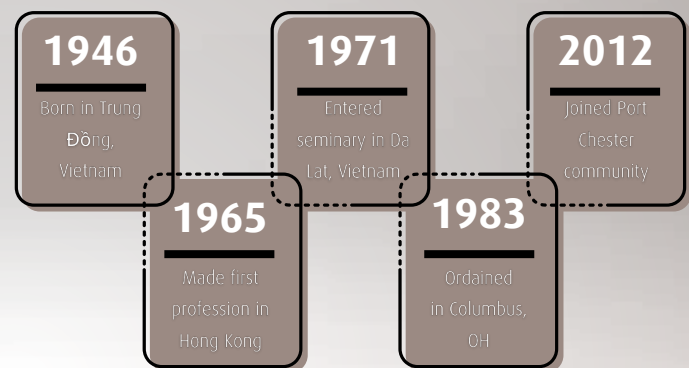 1946
Born in Trung
Đồng,
Vietnam
1965
Made first
profession in
Hong Kong
1971
Entered
seminary in Da
Lat, Vietnam
1983
Ordained
in Columbus,
OH
2012
Joined Port
Chester
community